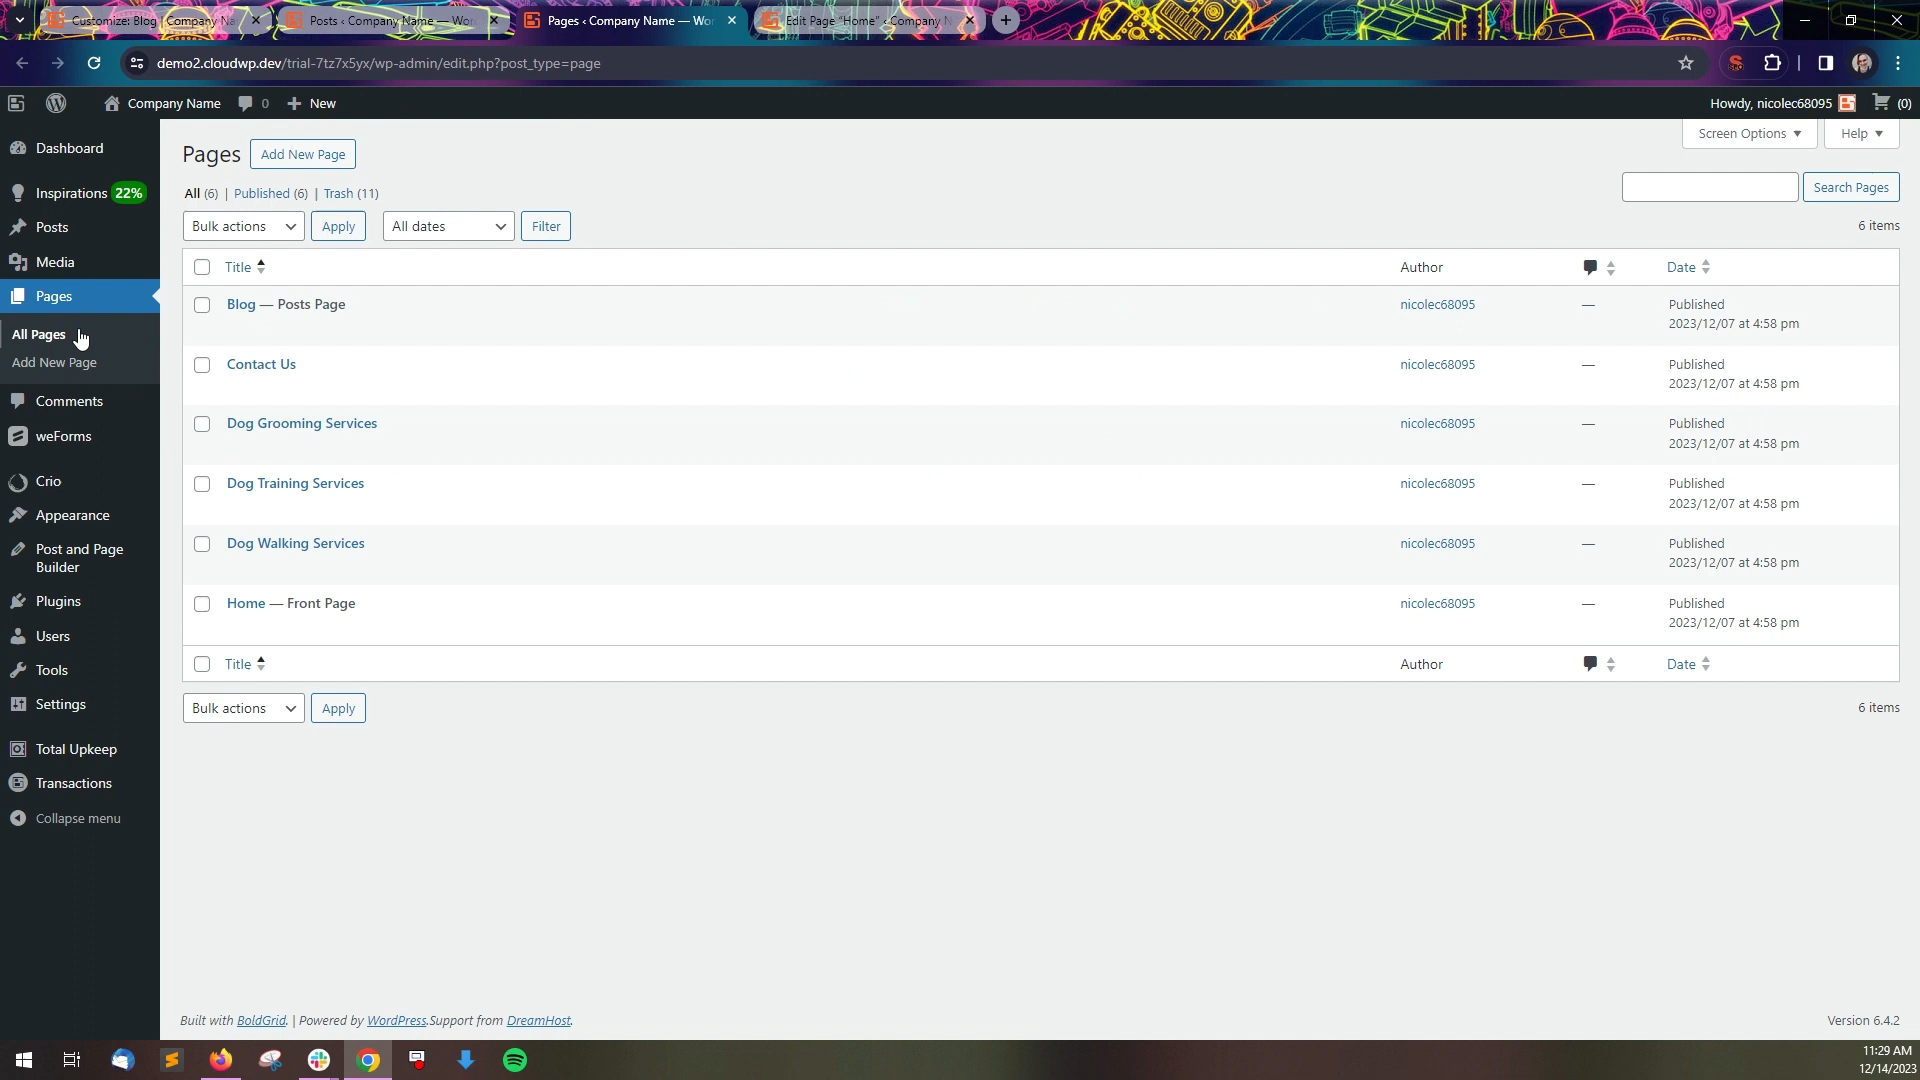 Customize: Blog | Company Na
Posts ‹ Company Name — Wor
Pages ‹ Company Name — Wor
Edit Page "Home" ‹ Company N
demo2.cloudwp.dev/trial-7tz7x5yx/wp-admin/edit.php?post_type=page
Company Name 0 New
Howdy, nicolec68095 (0)
Dashboard
Inspirations 22%
Posts
Media
Pages
All Pages
Add New Page
Comments
weForms
Crio
Appearance
Post and Page
Builder
Plugins
Users
Tools
Settings
Total Upkeep
Transactions
Collapse menu
Screen Options Help
Pages Add New Page
All (6) | Published (6) | Trash (11)
Search Pages
Bulk actions Apply All dates Filter 6 items
Title Author Date
Blog — Posts Page nicolec68095 — Published
2023/12/07 at 4:58 pm
Contact Us nicolec68095 — Published
2023/12/07 at 4:58 pm
Dog Grooming Services nicolec68095 — Published
2023/12/07 at 4:58 pm
Dog Training Services nicolec68095 — Published
2023/12/07 at 4:58 pm
Dog Walking Services nicolec68095 — Published
2023/12/07 at 4:58 pm
Home — Front Page nicolec68095 — Published
2023/12/07 at 4:58 pm
Title Author Date
Bulk actions Apply 6 items
Built with BoldGrid. | Powered by WordPress.Support from DreamHost.
Version 6.4.2
11:29 AM
12/14/2023